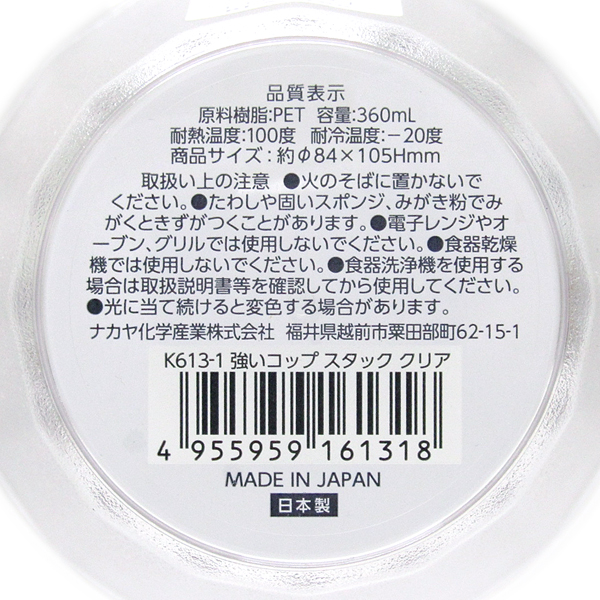 品質表示
原料樹脂:PET 容量:360mL
耐熱温度:100度 耐冷温度:−20度
商品サイズ:約φ84×105Hmm
取扱い上の注意 ●火のそばに置かないで
ください。●たわしや固いスポンジ、みがき粉でみ
がくときずがつくことがあります。●電子レンジやオ
ーブン、グリルでは使用しないでください。●食器乾燥
機では使用しないでください。●食器洗浄機を使用する
場合は取扱説明書等を確認してから使用してください。
●光に当て続けると変色する場合があります。
ナカヤ化学産業株式会社 福井県越前市粟田部町62-15-1
K613-1 強いコップ スタック クリア
4 955959 161318
MADE IN JAPAN
日本製